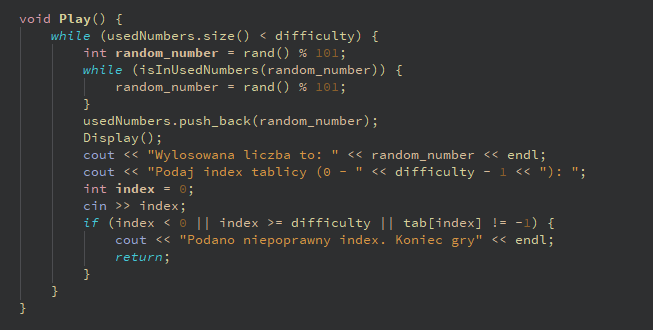 void Play() {
    while (usedNumbers.size() < difficulty) {
        int random_number = rand() % 101;
        while (isInUsedNumbers(random_number)) {
            random_number = rand() % 101;
        }
        usedNumbers.push_back(random_number);
        Display();
        cout << "Wylosowana liczba to: " << random_number << endl;
        cout << "Podaj index tablicy (0 - " << difficulty - 1 << "): ";
        int index = 0;
        cin >> index;
        if (index < 0 || index >= difficulty || tab[index] != -1) {
            cout << "Podano niepoprawny index. Koniec gry" << endl;
            return;
        }
    }
}